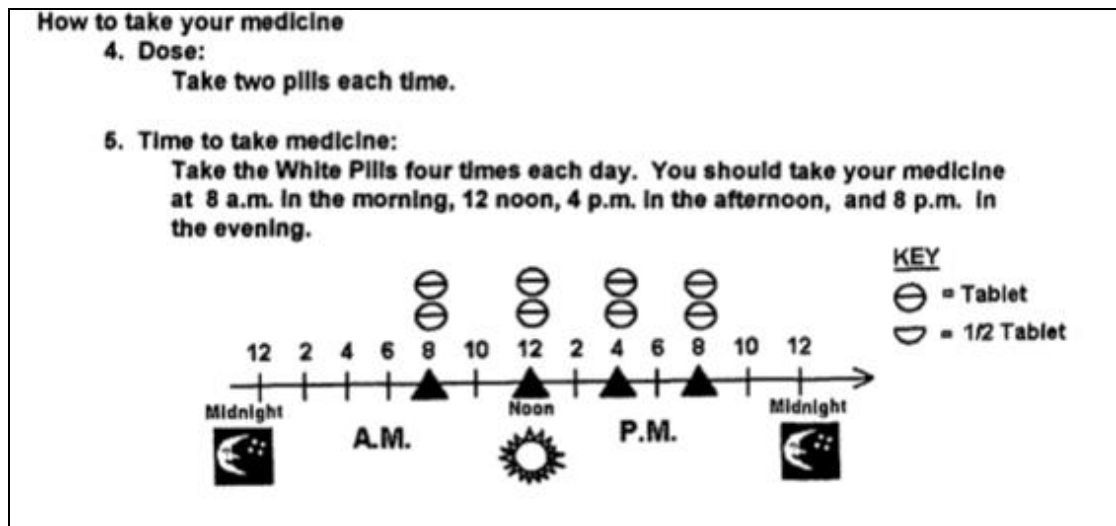 How to take your medicine
4. Dose:
Take two pills each time.
5. Time to take medicine:
Take the White Pills four times each day. You should take your medicine
at 8 a.m. in the morning, 12 noon, 4 p.m. in the afternoon, and 8 p.m. in
the evening.
KEY
= Tablet
= 1/2 Tablet
12 2 4 6 8 10 12 2 4 6 8 10 12
Midnight Noon Midnight
A.M. P.M.